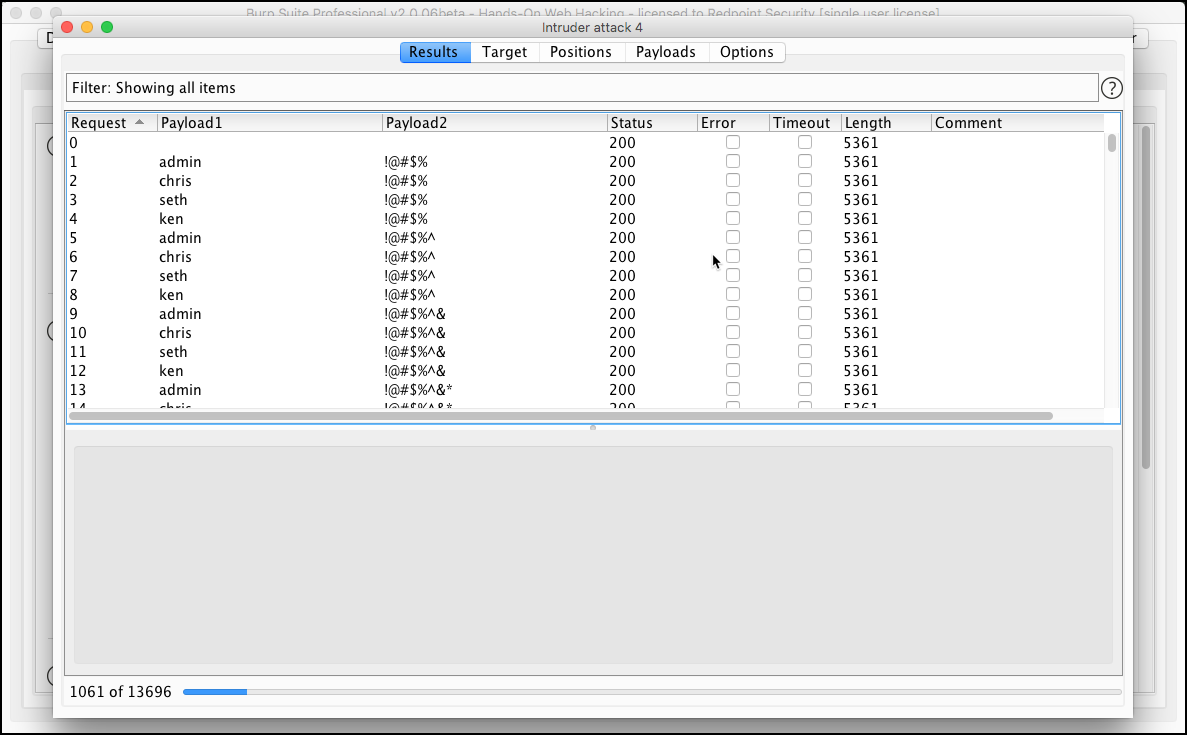 Burp Suite Professional v2.0.06beta - Hands-On Web Hacking - licensed to Redpoint Security [single user license]
Intruder attack 4
Results Target Positions Payloads Options
Filter: Showing all items ?
Request Payload1 Payload2 Status Error Timeout Length Comment
0 200 5361
1 admin !@#$% 200 5361
2 chris !@#$% 200 5361
3 seth !@#$% 200 5361
4 ken !@#$% 200 5361
5 admin !@#$%^ 200 5361
6 chris !@#$%^ 200 5361
7 seth !@#$%^ 200 5361
8 ken !@#$%^ 200 5361
9 admin !@#$%^& 200 5361
10 chris !@#$%^& 200 5361
11 seth !@#$%^& 200 5361
12 ken !@#$%^& 200 5361
13 admin !@#$%^&* 200 5361
14 chris !@#$%^&* 200 5361
1061 of 13696